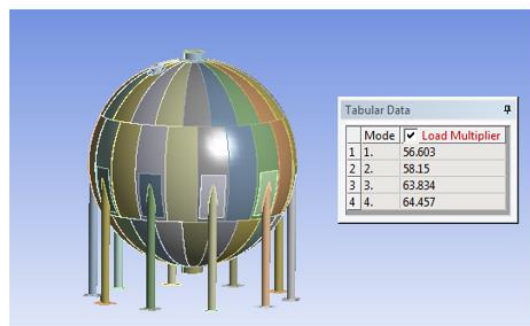 Tabular Data
Mode Load Multiplier
1 1. 56.603
2 2. 58.15
3 3. 63.834
4 4. 64.457